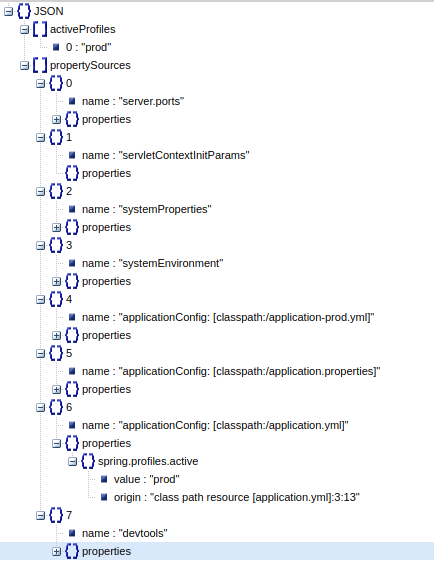 JSON
activeProfiles
0 : "prod"
propertySources
0
name : "server.ports"
properties
1
name : "servletContextInitParams"
properties
2
name : "systemProperties"
properties
3
name : "systemEnvironment"
properties
4
name : "applicationConfig: [classpath:/application-prod.yml]"
properties
5
name : "applicationConfig: [classpath:/application.properties]"
properties
6
name : "applicationConfig: [classpath:/application.yml]"
properties
spring.profiles.active
value : "prod"
origin : "class path resource [application.yml]:3:13"
7
name : "devtools"
properties